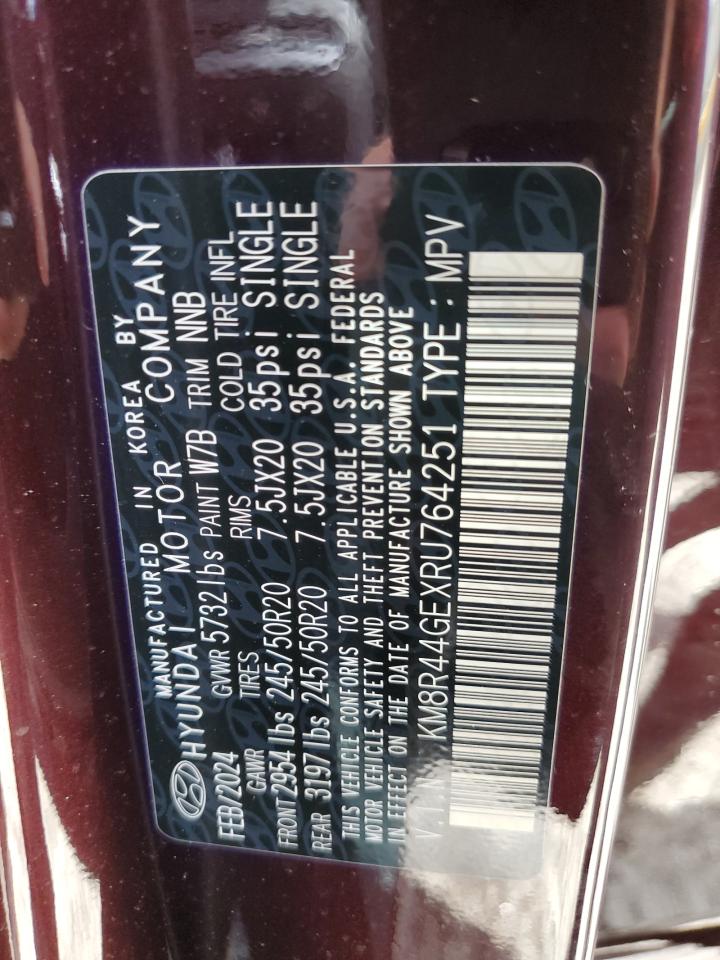 MANUFACTURED IN KOREA BY
HYUNDAI MOTOR COMPANY
FEB/2024 GVWR 5732lbs PAINT W7B TRIM NNB
GAWR TIRES RIMS COLD TIRE INFL
FRONT 2954lbs 245/50R20 7.5JX20 35psi SINGLE
REAR 3197lbs 245/50R20 7.5JX20 35psi SINGLE
THIS VEHICLE CONFORMS TO ALL APPLICABLE U.S.A. FEDERAL
MOTOR VEHICLE SAFETY AND THEFT PREVENTION STANDARDS
IN EFFECT ON THE DATE OF MANUFACTURE SHOWN ABOVE
V.I.N KM8R44GEXRU764251 TYPE : MPV